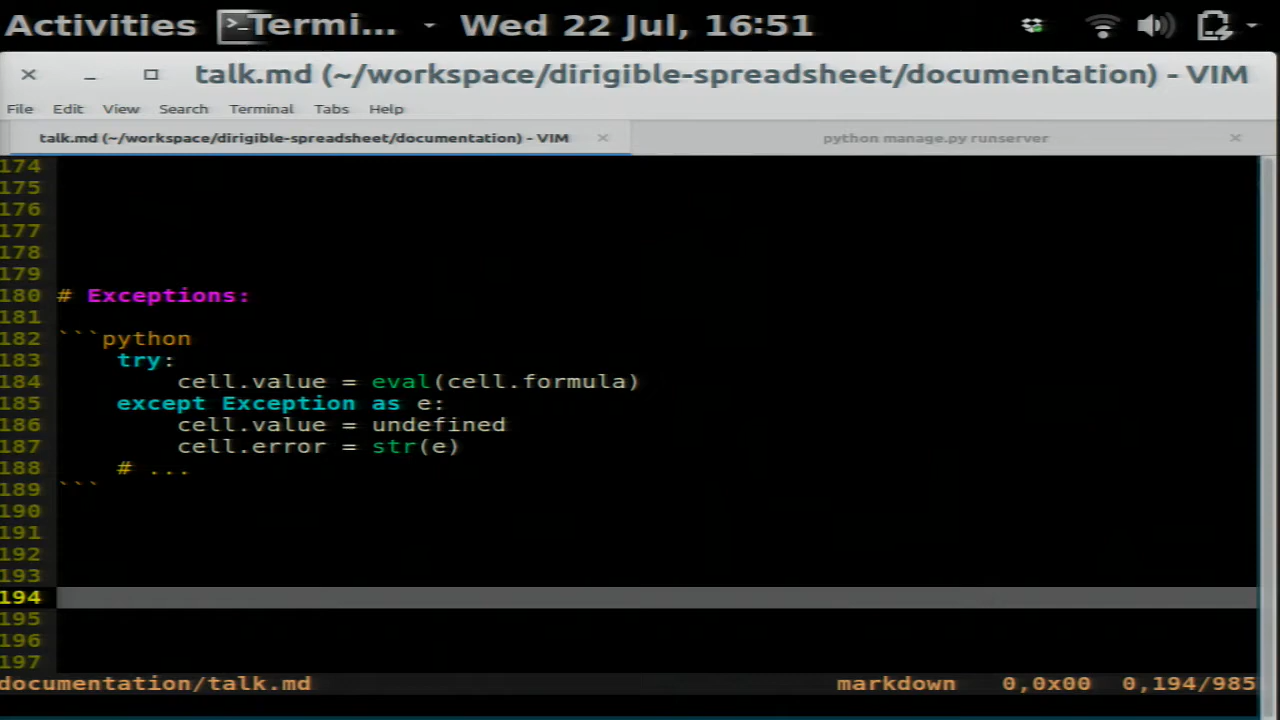 Activities Termi... Wed 22 Jul, 16:51
talk.md (~/workspace/dirigible-spreadsheet/documentation) - VIM
File Edit View Search Terminal Tabs Help
talk.md (~/workspace/dirigible-spreadsheet/documentation) - VIM python manage.py runserver
174
175
176
177
178
179
180 # Exceptions:
181
182 ```python
183     try:
184         cell.value = eval(cell.formula)
185     except Exception as e:
186         cell.value = undefined
187         cell.error = str(e)
188     # ...
189 ```
190
191
192
193
194
195
196
197
documentation/talk.md markdown 0,0x00 0,194/985